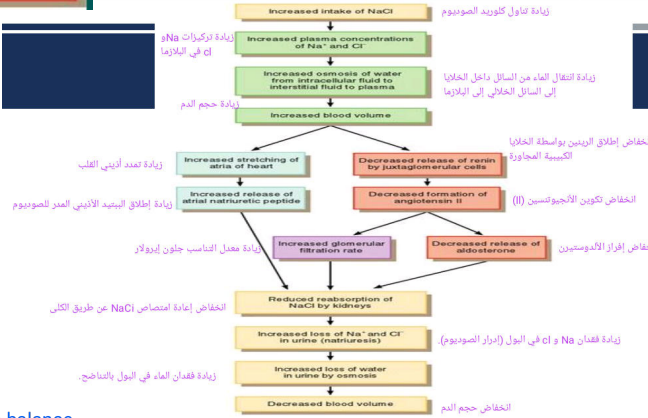 Increased intake of NaCl
زيادة تناول كلوريد الصوديوم
Increased plasma concentrations
of Na⁺ and Cl⁻
زيادة تركيزات Naو
cl في البلازما
Increased osmosis of water
from intracellular fluid to
interstitial fluid to plasma
زيادة انتقال الماء من السائل داخل الخلايا
إلى السائل الخلالي إلى البلازما
زيادة حجم الدم
Increased blood volume
Increased stretching of
atria of heart
زيادة تمدد أذيني القلب
Decreased release of renin
by juxtaglomerular cells
إطلاق الرينين بواسطة الخلايا
الكبيبية المجاورة
Increased release of
atrial natriuretic peptide
زيادة إطلاق الببتيد الأذيني المدر للصوديوم
Decreased formation of
angiotensin II
انخفاض تكوين الأنجيوتنسين (II)
Increased glomerular
filtration rate
زيادة معدل التناسب جلون إيرولار
Decreased release of
aldosterone
إفراز الألدوستيرن
Reduced reabsorption of
NaCl by kidneys
انخفاض إعادة امتصاص NaCi عن طريق الكلى
Increased loss of Na⁺ and Cl⁻
in urine (natriuresis)
زيادة فقدان Na و cl في البول (إدرار الصوديوم).
Increased loss of water
in urine by osmosis
زيادة فقدان الماء في البول بالتناضح.
Decreased blood volume
انخفاض حجم الدم
balance